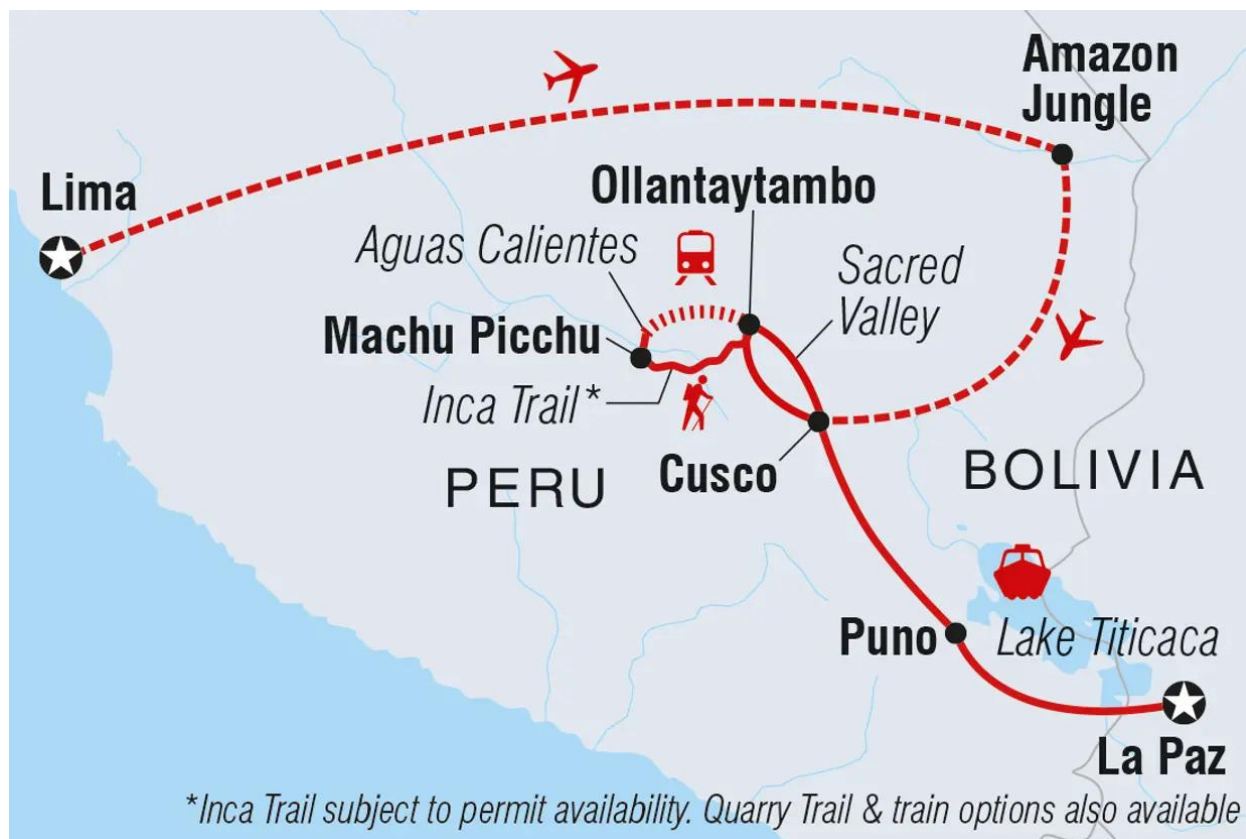 Amazon
Jungle
Lima
Ollantaytambo
Aguas Calientes
Sacred
Valley
Machu Picchu
Inca Trail*
Cusco
PERU
BOLIVIA
Puno
Lake Titicaca
La Paz
*Inca Trail subject to permit availability. Quarry Trail & train options also available